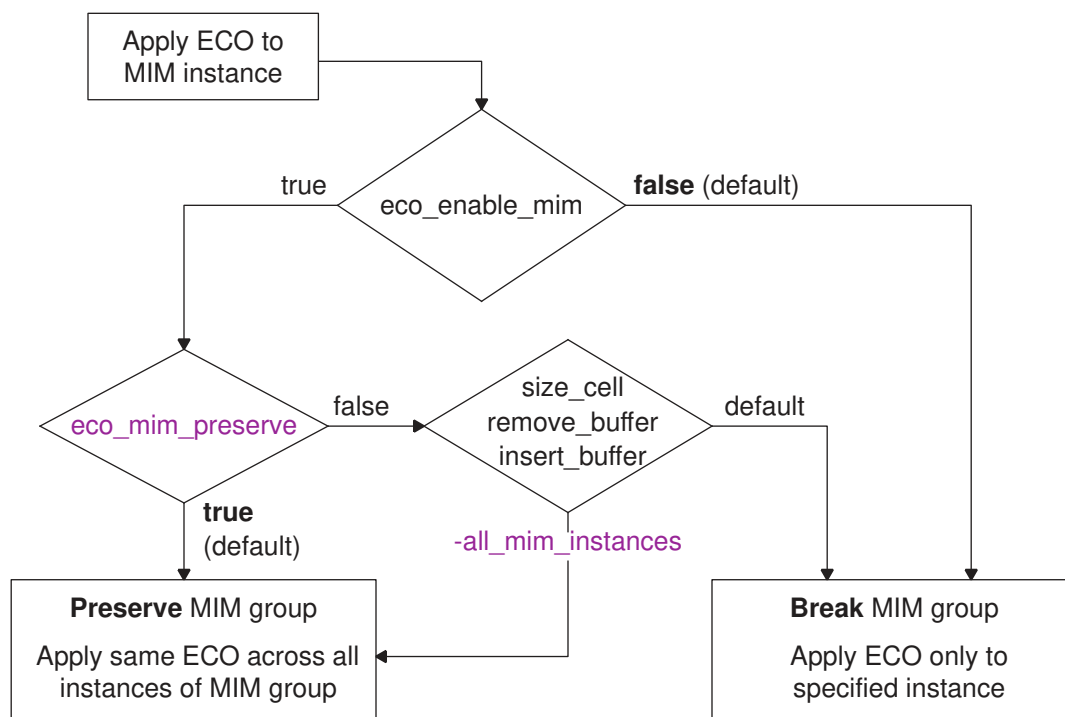 Apply ECO to
MIM instance
true
false (default)
eco_enable_mim
eco_mim_preserve
false
size_cell
remove_buffer
insert_buffer
default
true
(default)
-all_mim_instances
Preserve MIM group
Apply same ECO across all
instances of MIM group
Break MIM group
Apply ECO only to
specified instance